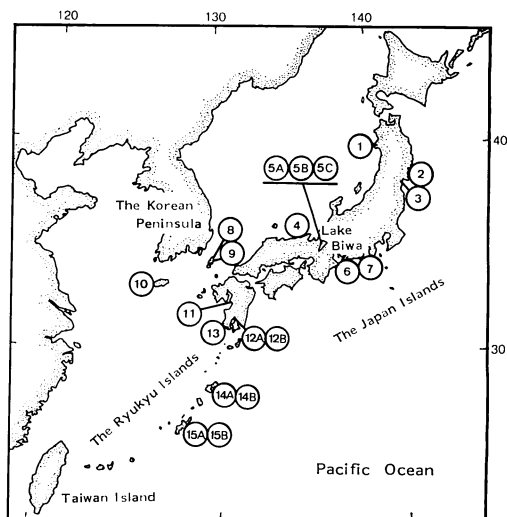 120
130
140
40
1
5A 5B 5C
2
3
The Korean
Peninsula
8
4
Lake
Biwa
9
6 7
10
11
The Japan Islands
13
12A 12B
30
The Ryukyu Islands
14A 14B
15A 15B
Pacific Ocean
Taiwan Island